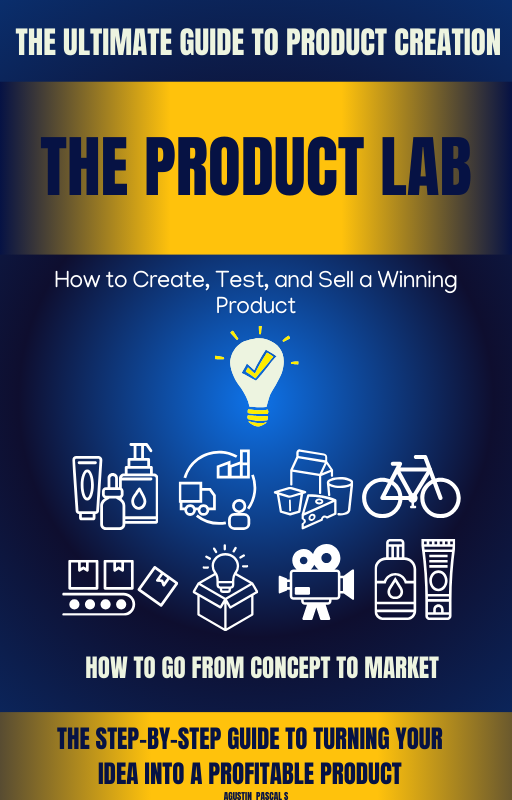 THE ULTIMATE GUIDE TO PRODUCT CREATION
THE PRODUCT LAB
How to Create, Test, and Sell a Winning
Product
HOW TO GO FROM CONCEPT TO MARKET
THE STEP-BY-STEP GUIDE TO TURNING YOUR
IDEA INTO A PROFITABLE PRODUCT
AGUSTIN PASCAL S